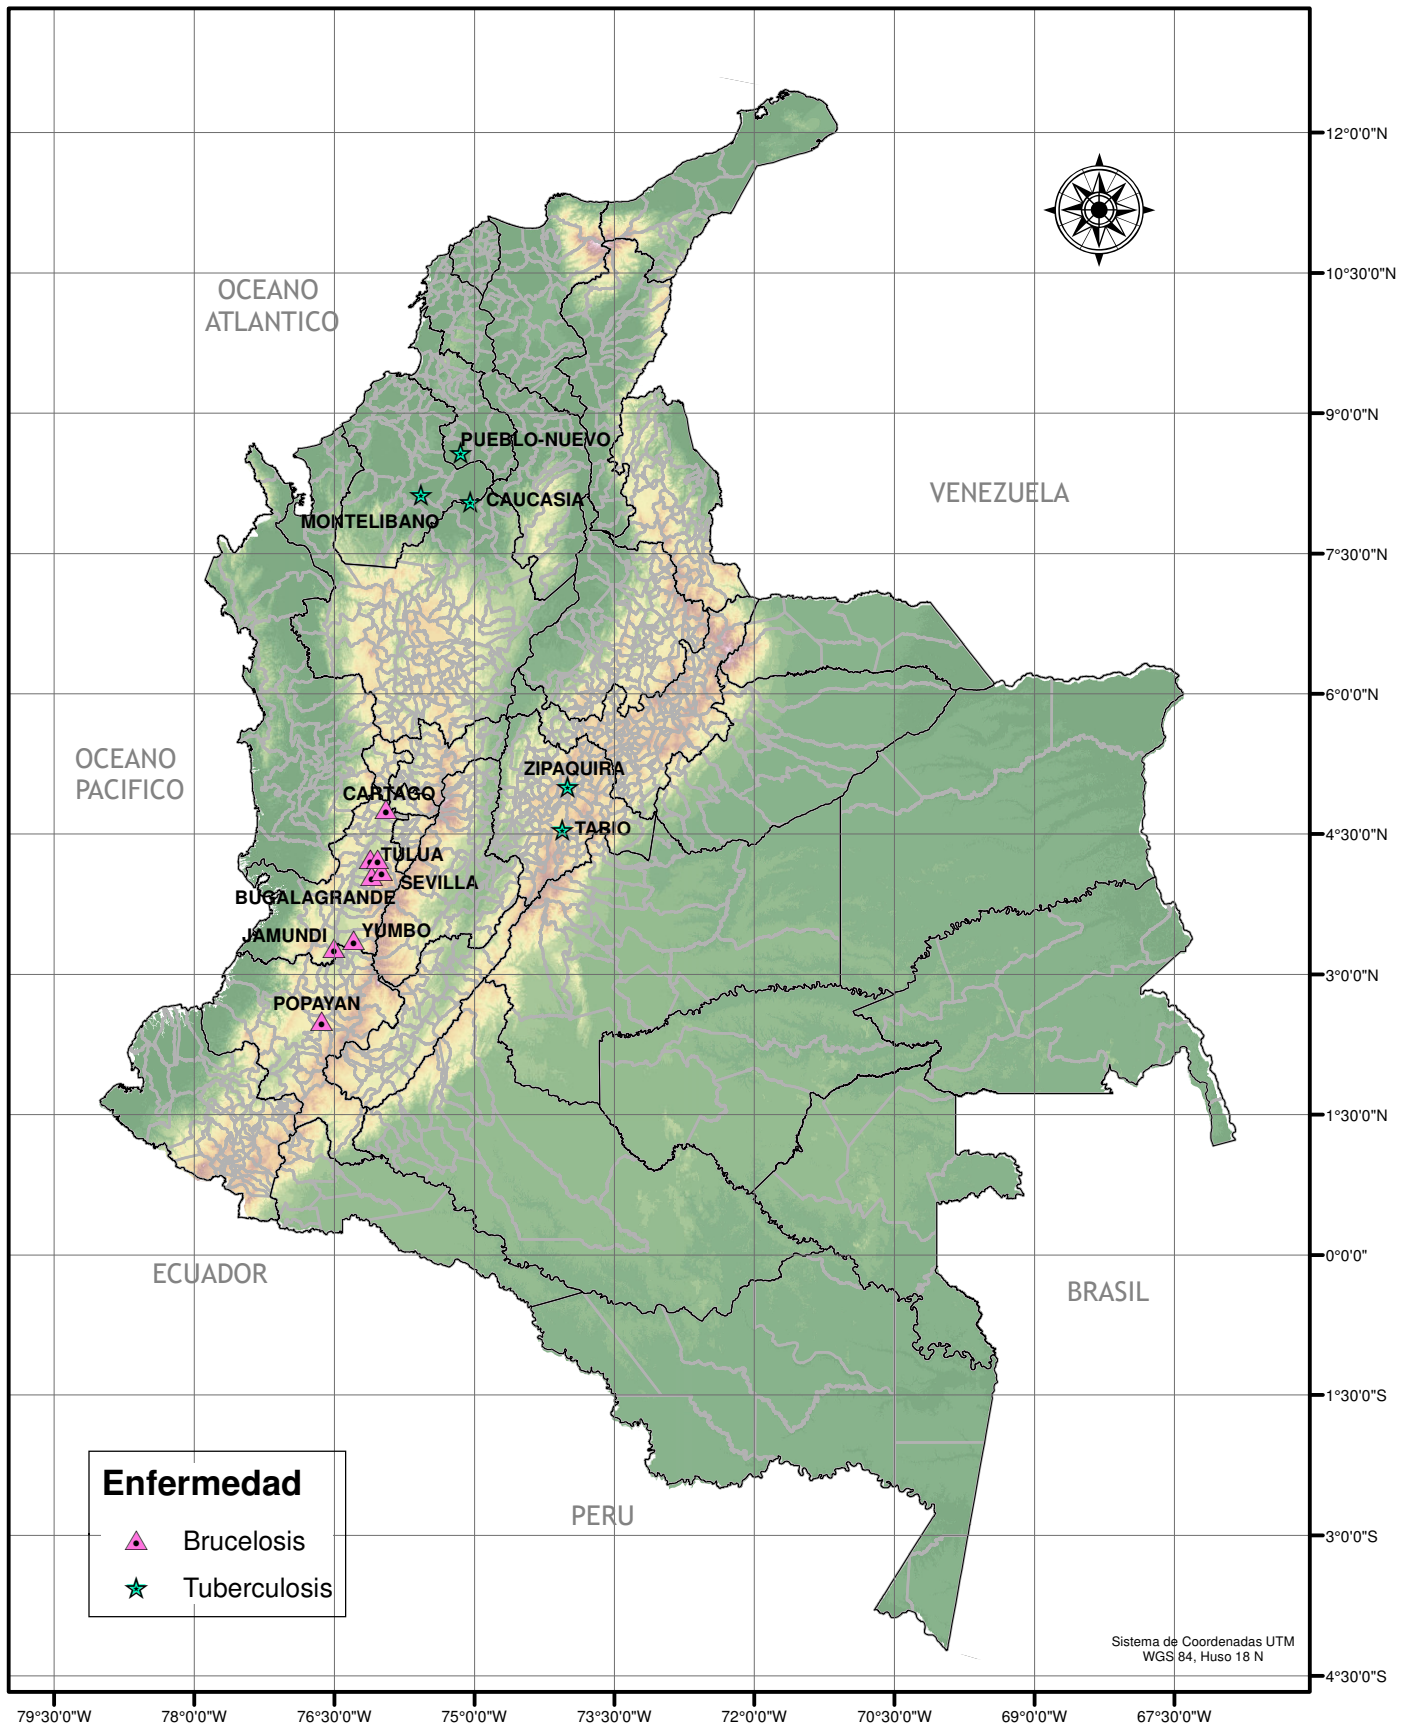 12°0'0"N
10°30'0"N
OCEANO
ATLANTICO
9°0'0"N
PUEBLO-NUEVO
VENEZUELA
CAUCASIA
MONTELIBANO
7°30'0"N
6°0'0"N
OCEANO
PACIFICO
ZIPAQUIRA
CARTAGO
TABIO
4°30'0"N
TULUA
SEVILLA
BUGALAGRANDE
YUMBO
JAMUNDI
3°0'0"N
POPAYAN
1°30'0"N
0°0'0"
ECUADOR
BRASIL
1°30'0"S
Enfermedad
PERU
3°0'0"S
Brucelosis
Tuberculosis
Sistema de Coordenadas UTM
WGS 84, Huso 18 N
4°30'0"S
79°30'0"W 78°0'0"W 76°30'0"W 75°0'0"W 73°30'0"W 72°0'0"W 70°30'0"W 69°0'0"W 67°30'0"W